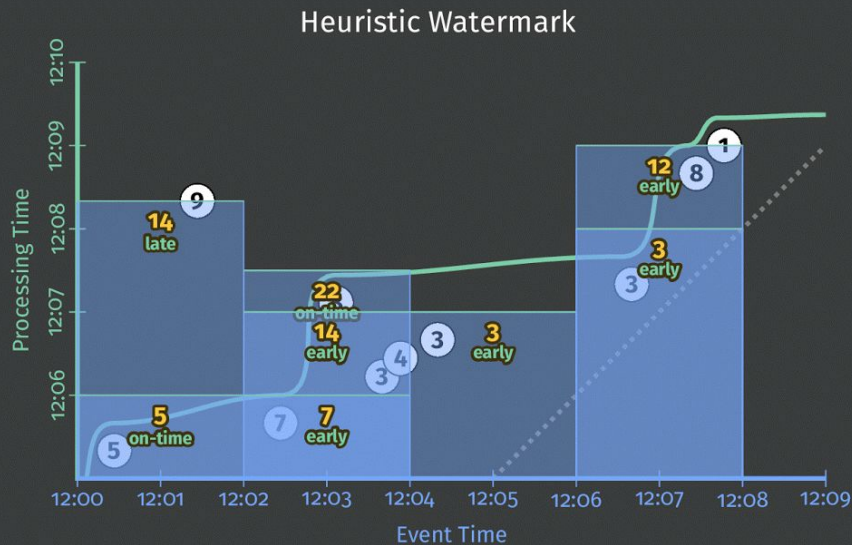 Heuristic Watermark
12:10
12:09
12:08
12:07
12:06
Processing Time
9
14
late
5
5
on-time
22
on-time
14
early
3
4
7
7
early
3
3
early
12
early
8
1
3
early
3
12:00 12:01 12:02 12:03 12:04 12:05 12:06 12:07 12:08 12:09
Event Time